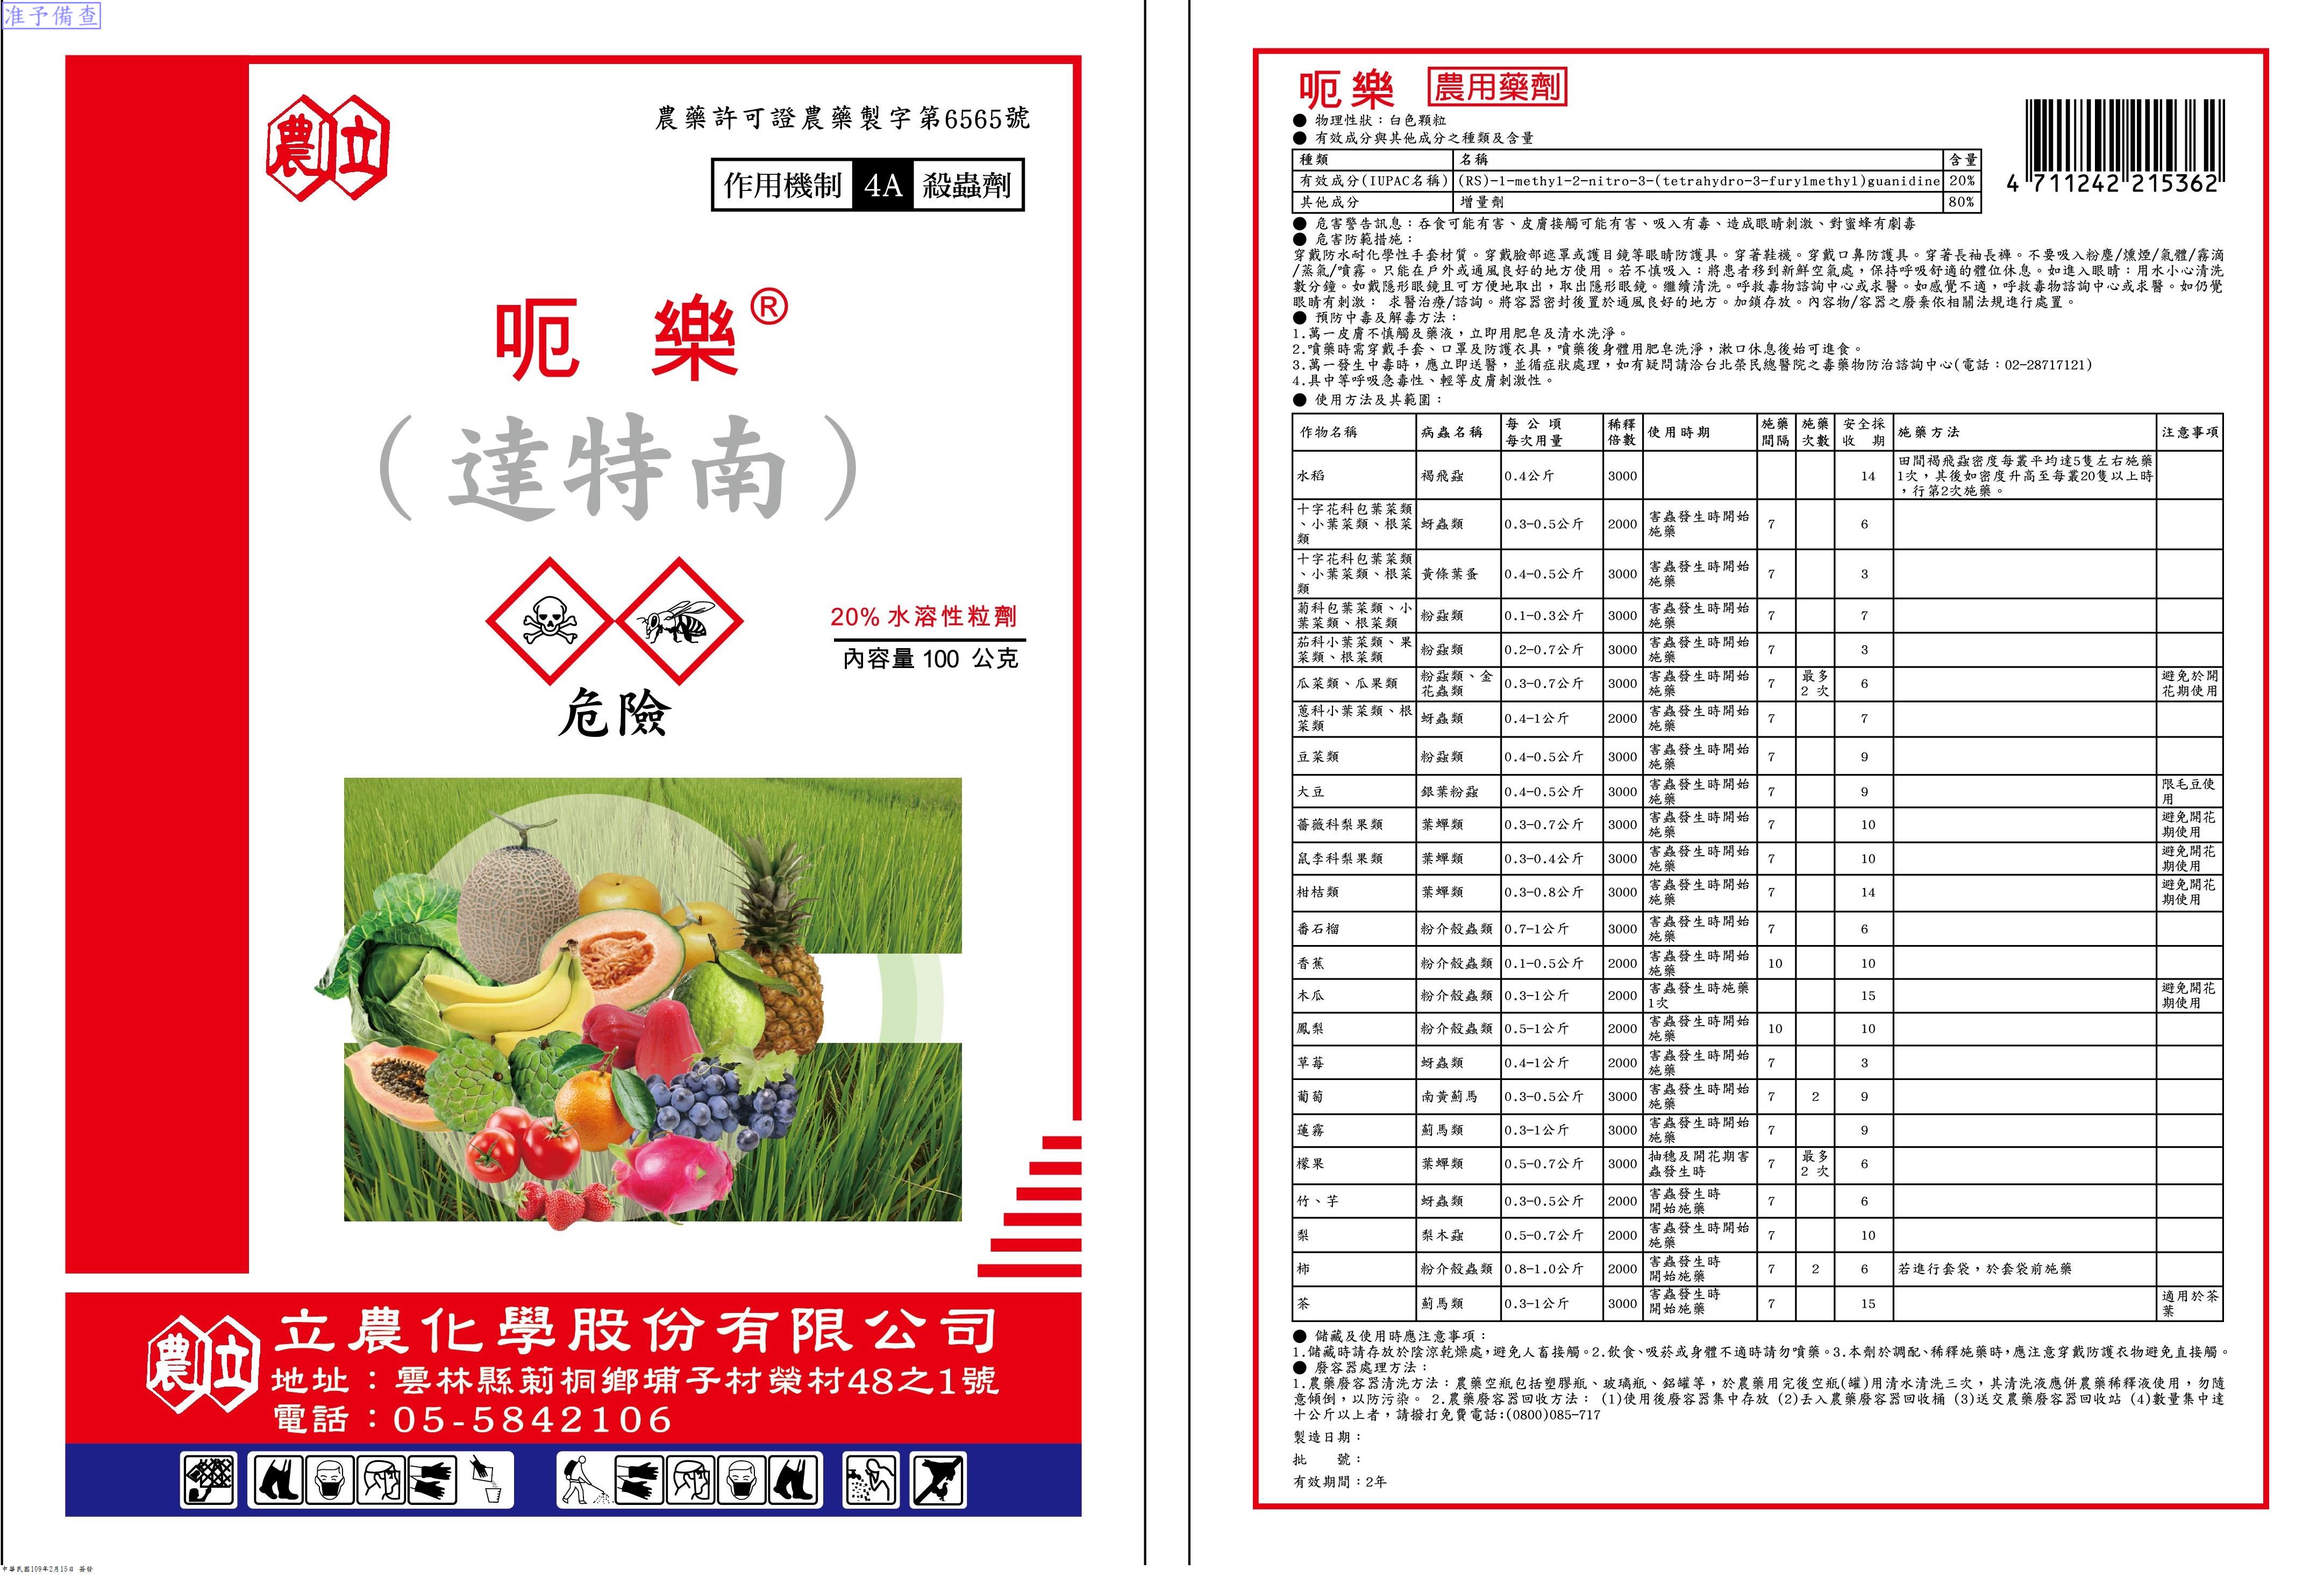 准予備查
農立
農藥許可證農藥製字第6565號
作用機制 4A 殺蟲劑
呃樂®
(達特南)
20% 水溶性粒劑
內容量 100 公克
危險
農立
立農化學股份有限公司
地址：雲林縣莿桐鄉埔子村榮村48之1號
電話：05-5842106
中華民國109年2月15日 簽發
呃樂 農用藥劑
● 物理性狀：白色顆粒
● 有效成分與其他成分之種類及含量
種類 名稱 含量
有效成分(IUPAC名稱) (RS)-1-methyl-2-nitro-3-(tetrahydro-3-furylmethyl)guanidine 20%
其他成分 增量劑 80%
4 711242 215362
● 危害警告訊息：吞食可能有害、皮膚接觸可能有害、吸入有毒、造成眼睛刺激、對蜜蜂有劇毒
● 危害防範措施：
穿戴防水耐化學性手套材質。穿戴臉部遮罩或護目鏡等眼睛防護具。穿著鞋襪。穿戴口鼻防護具。穿著長袖長褲。不要吸入粉塵/燻煙/氣體/霧滴
/蒸氣/噴霧。只能在戶外或通風良好的地方使用。若不慎吸入：將患者移到新鮮空氣處，保持呼吸舒適的體位休息。如進入眼睛：用水小心清洗
數分鐘。如戴隱形眼鏡且可方便地取出，取出隱形眼鏡。繼續清洗。呼救毒物諮詢中心或求醫。如感覺不適，呼救毒物諮詢中心或求醫。如仍覺
眼睛有刺激： 求醫治療/諮詢。將容器密封後置於通風良好的地方。加鎖存放。內容物/容器之廢棄依相關法規進行處置。
● 預防中毒及解毒方法：
1.萬一皮膚不慎觸及藥液，立即用肥皂及清水洗淨。
2.噴藥時需穿戴手套、口罩及防護衣具，噴藥後身體用肥皂洗淨，漱口休息後始可進食。
3.萬一發生中毒時，應立即送醫，並循症狀處理，如有疑問請洽台北榮民總醫院之毒藥物防治諮詢中心(電話：02-28717121)
4.具中等呼吸急毒性、輕等皮膚刺激性。
● 使用方法及其範圍：
作物名稱 病蟲名稱 每公頃每次用量 稀釋倍數 使用時期 施藥間隔 施藥次數 安全採收期 施藥方法 注意事項
水稻 褐飛蝨 0.4公斤 3000 14 田間褐飛蝨密度每叢平均達5隻左右施藥1次，其後如密度升高至每叢20隻以上時，行第2次施藥。
十字花科包葉菜類、小葉菜類、根菜類 蚜蟲類 0.3-0.5公斤 2000 害蟲發生時開始施藥 7 6
十字花科包葉菜類、小葉菜類、根菜類 黃條葉蚤 0.4-0.5公斤 3000 害蟲發生時開始施藥 7 3
菊科包葉菜類、小葉菜類、根菜類 粉蝨類 0.1-0.3公斤 3000 害蟲發生時開始施藥 7 7
茄科小葉菜類、果菜類、根菜類 粉蝨類 0.2-0.7公斤 3000 害蟲發生時開始施藥 7 3
瓜菜類、瓜果類 粉蝨類、金花蟲類 0.3-0.7公斤 3000 害蟲發生時開始施藥 7 最多2次 6 避免於開花期使用
蔥科小葉菜類、根菜類 蚜蟲類 0.4-1公斤 2000 害蟲發生時開始施藥 7 7
豆菜類 粉蝨類 0.4-0.5公斤 3000 害蟲發生時開始施藥 7 9
大豆 銀葉粉蝨 0.4-0.5公斤 3000 害蟲發生時開始施藥 7 9 限毛豆使用
薔薇科梨果類 葉蟬類 0.3-0.7公斤 3000 害蟲發生時開始施藥 7 10 避免開花期使用
鼠李科梨果類 葉蟬類 0.3-0.4公斤 3000 害蟲發生時開始施藥 7 10 避免開花期使用
柑桔類 葉蟬類 0.3-0.8公斤 3000 害蟲發生時開始施藥 7 14 避免開花期使用
番石榴 粉介殼蟲類 0.7-1公斤 3000 害蟲發生時開始施藥 7 6
香蕉 粉介殼蟲類 0.1-0.5公斤 2000 害蟲發生時開始施藥 10 10
木瓜 粉介殼蟲類 0.3-1公斤 2000 害蟲發生時施藥1次 15 避免開花期使用
鳳梨 粉介殼蟲類 0.5-1公斤 2000 害蟲發生時開始施藥 10 10
草莓 蚜蟲類 0.4-1公斤 2000 害蟲發生時開始施藥 7 3
葡萄 南黃薊馬 0.3-0.5公斤 3000 害蟲發生時開始施藥 7 2 9
蓮霧 薊馬類 0.3-1公斤 3000 害蟲發生時開始施藥 7 9
檬果 葉蟬類 0.5-0.7公斤 3000 抽穗及開花期害蟲發生時 7 最多2次 6
竹、芋 蚜蟲類 0.3-0.5公斤 2000 害蟲發生時開始施藥 7 6
梨 梨木蝨 0.5-0.7公斤 2000 害蟲發生時開始施藥 7 10
柿 粉介殼蟲類 0.8-1.0公斤 2000 害蟲發生時開始施藥 7 2 6 若進行套袋，於套袋前施藥
茶 薊馬類 0.3-1公斤 3000 害蟲發生時開始施藥 7 15 適用於茶葉
● 儲藏及使用時應注意事項：
1.儲藏時請存放於陰涼乾燥處，避免人畜接觸。2.飲食、吸菸或身體不適時請勿噴藥。3.本劑於調配、稀釋施藥時，應注意穿戴防護衣物避免直接觸。
● 廢容器處理方法：
1.農藥廢容器清洗方法：農藥空瓶包括塑膠瓶、玻璃瓶、鋁罐等，於農藥用完後空瓶(罐)用清水清洗三次，其清洗液應併農藥稀釋液使用，勿隨
意傾倒，以防污染。 2.農藥廢容器回收方法： (1)使用後廢容器集中存放 (2)丟入農藥廢容器回收桶 (3)送交農藥廢容器回收站 (4)數量集中達
十公斤以上者，請撥打免費電話:(0800)085-717
製造日期：
批 號：
有效期間：2年